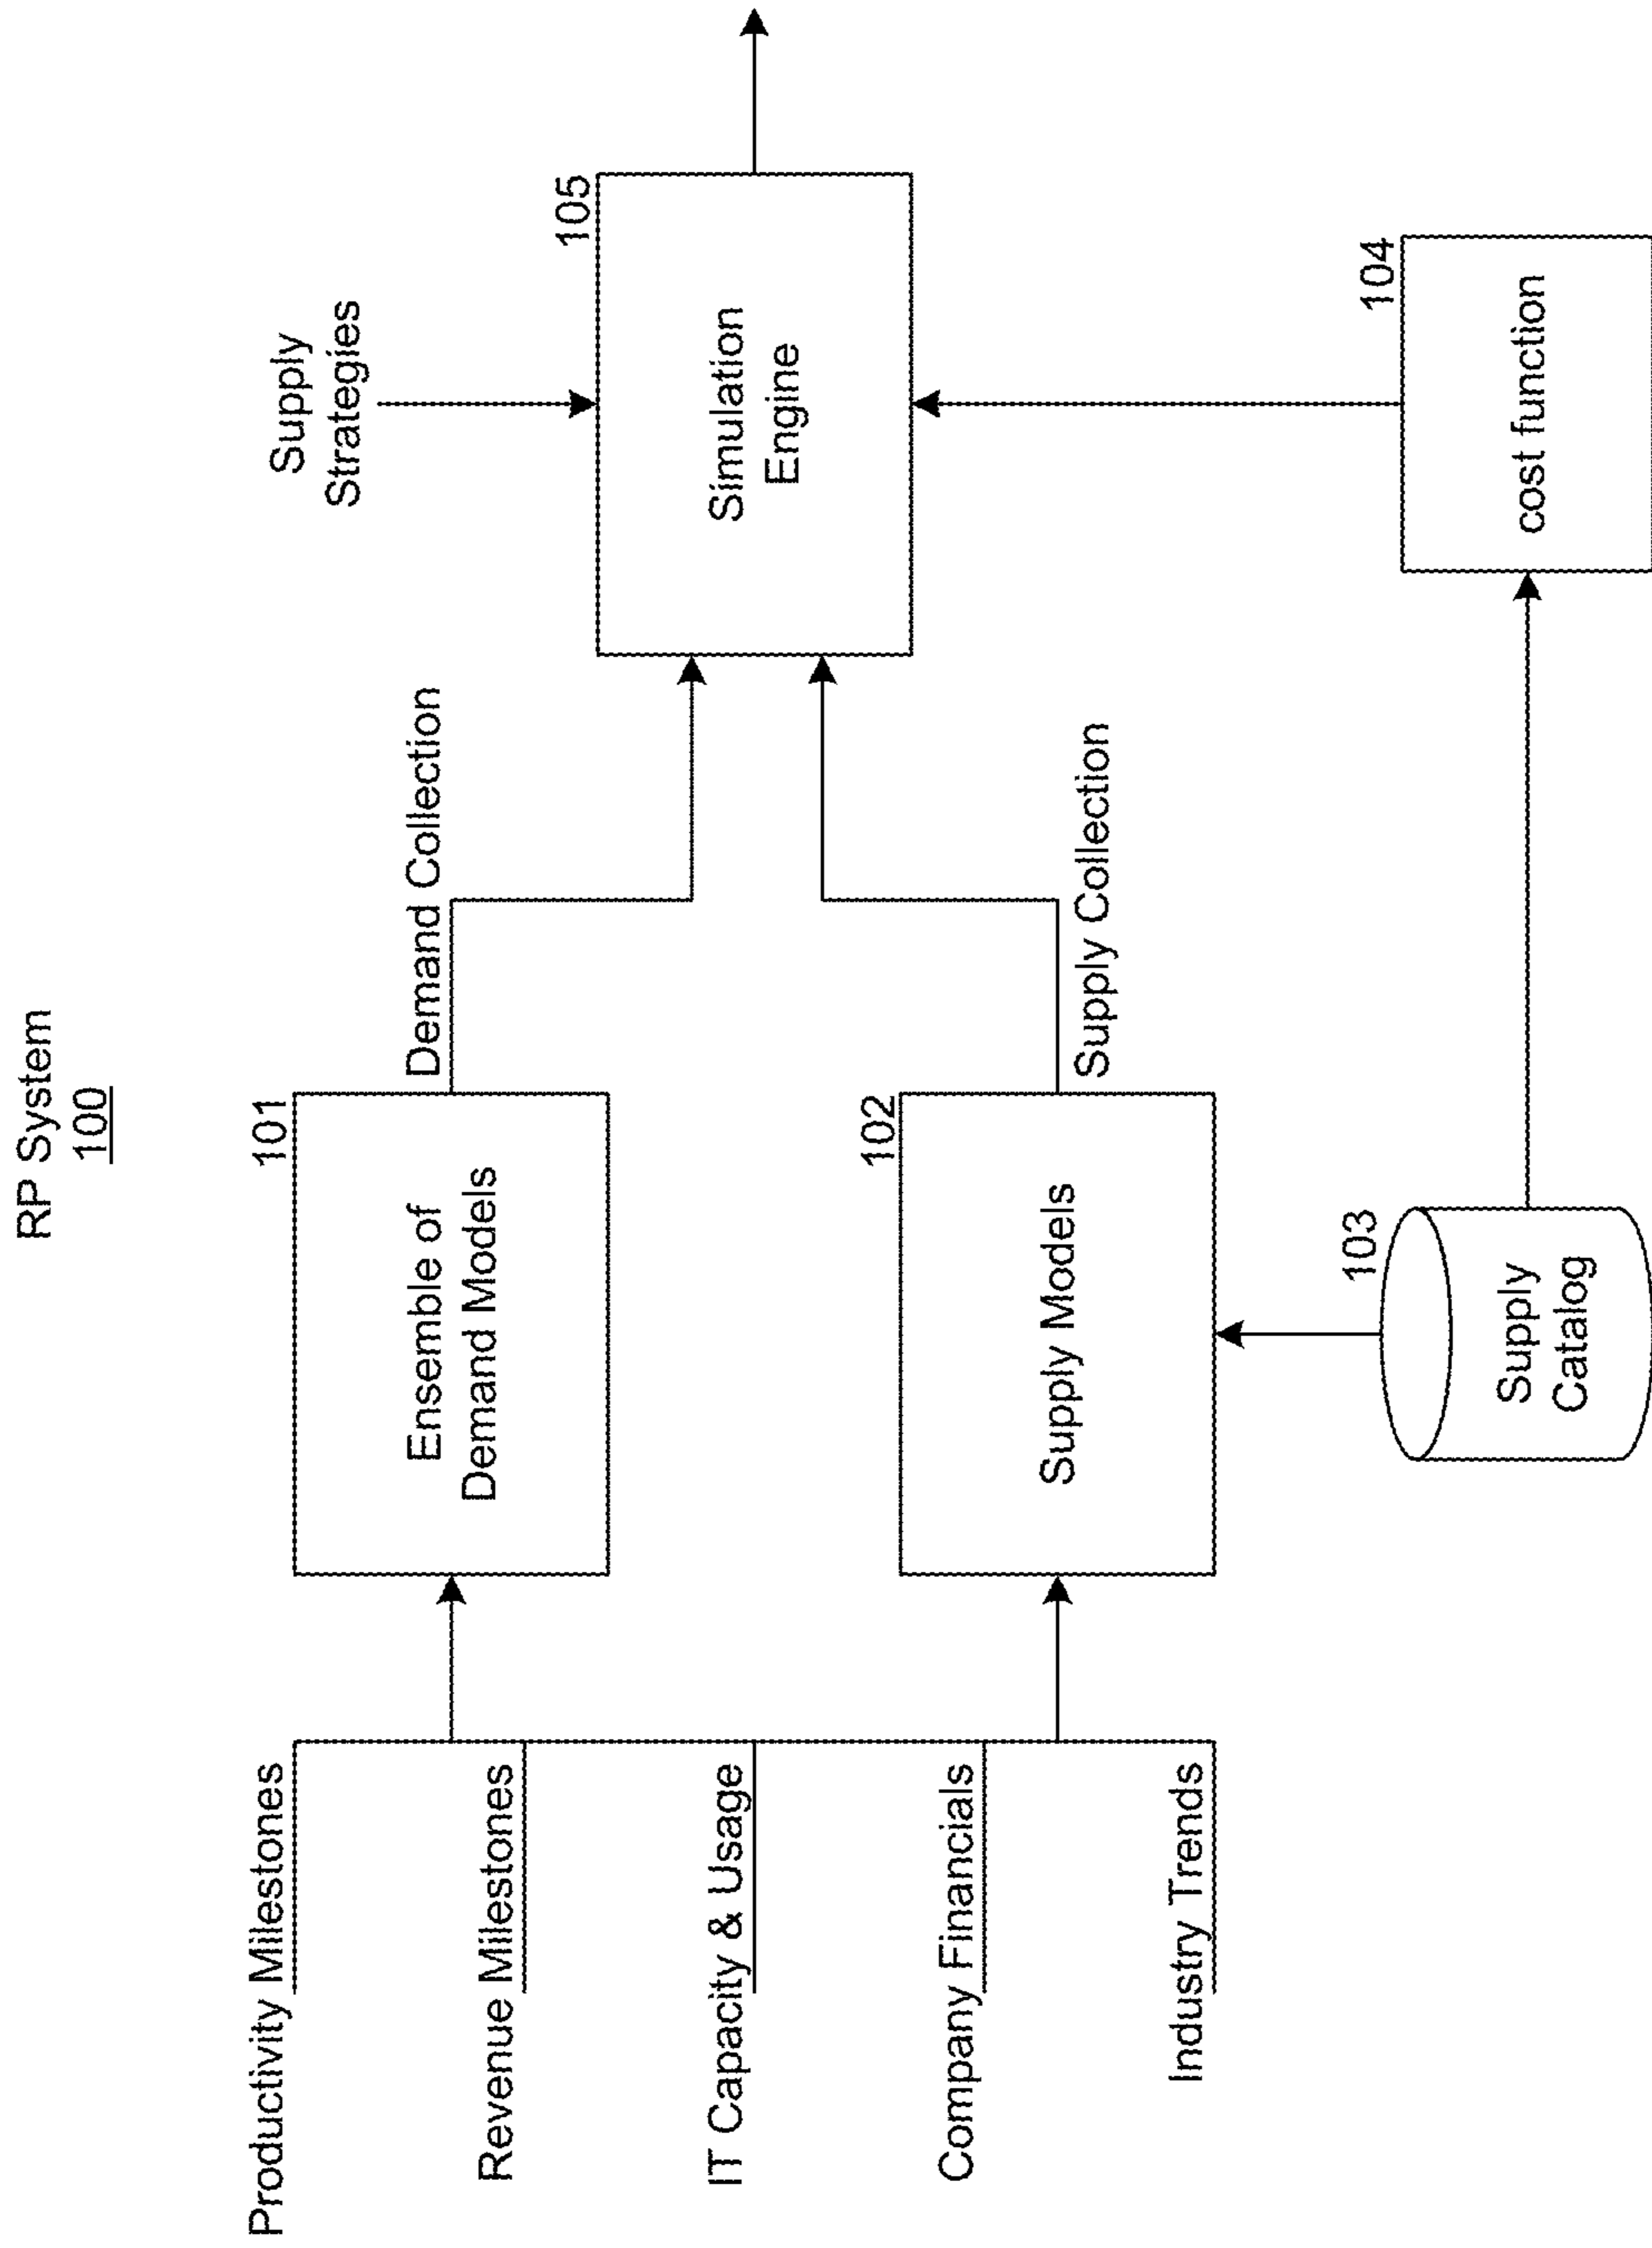 RP System
100
Productivity Milestones
Revenue Milestones
IT Capacity & Usage
Company Financials
Industry Trends
101
Ensemble of
Demand Models
Demand Collection
102
Supply Models
Supply Collection
103
Supply
Catalog
Supply
Strategies
105
Simulation
Engine
104
cost function